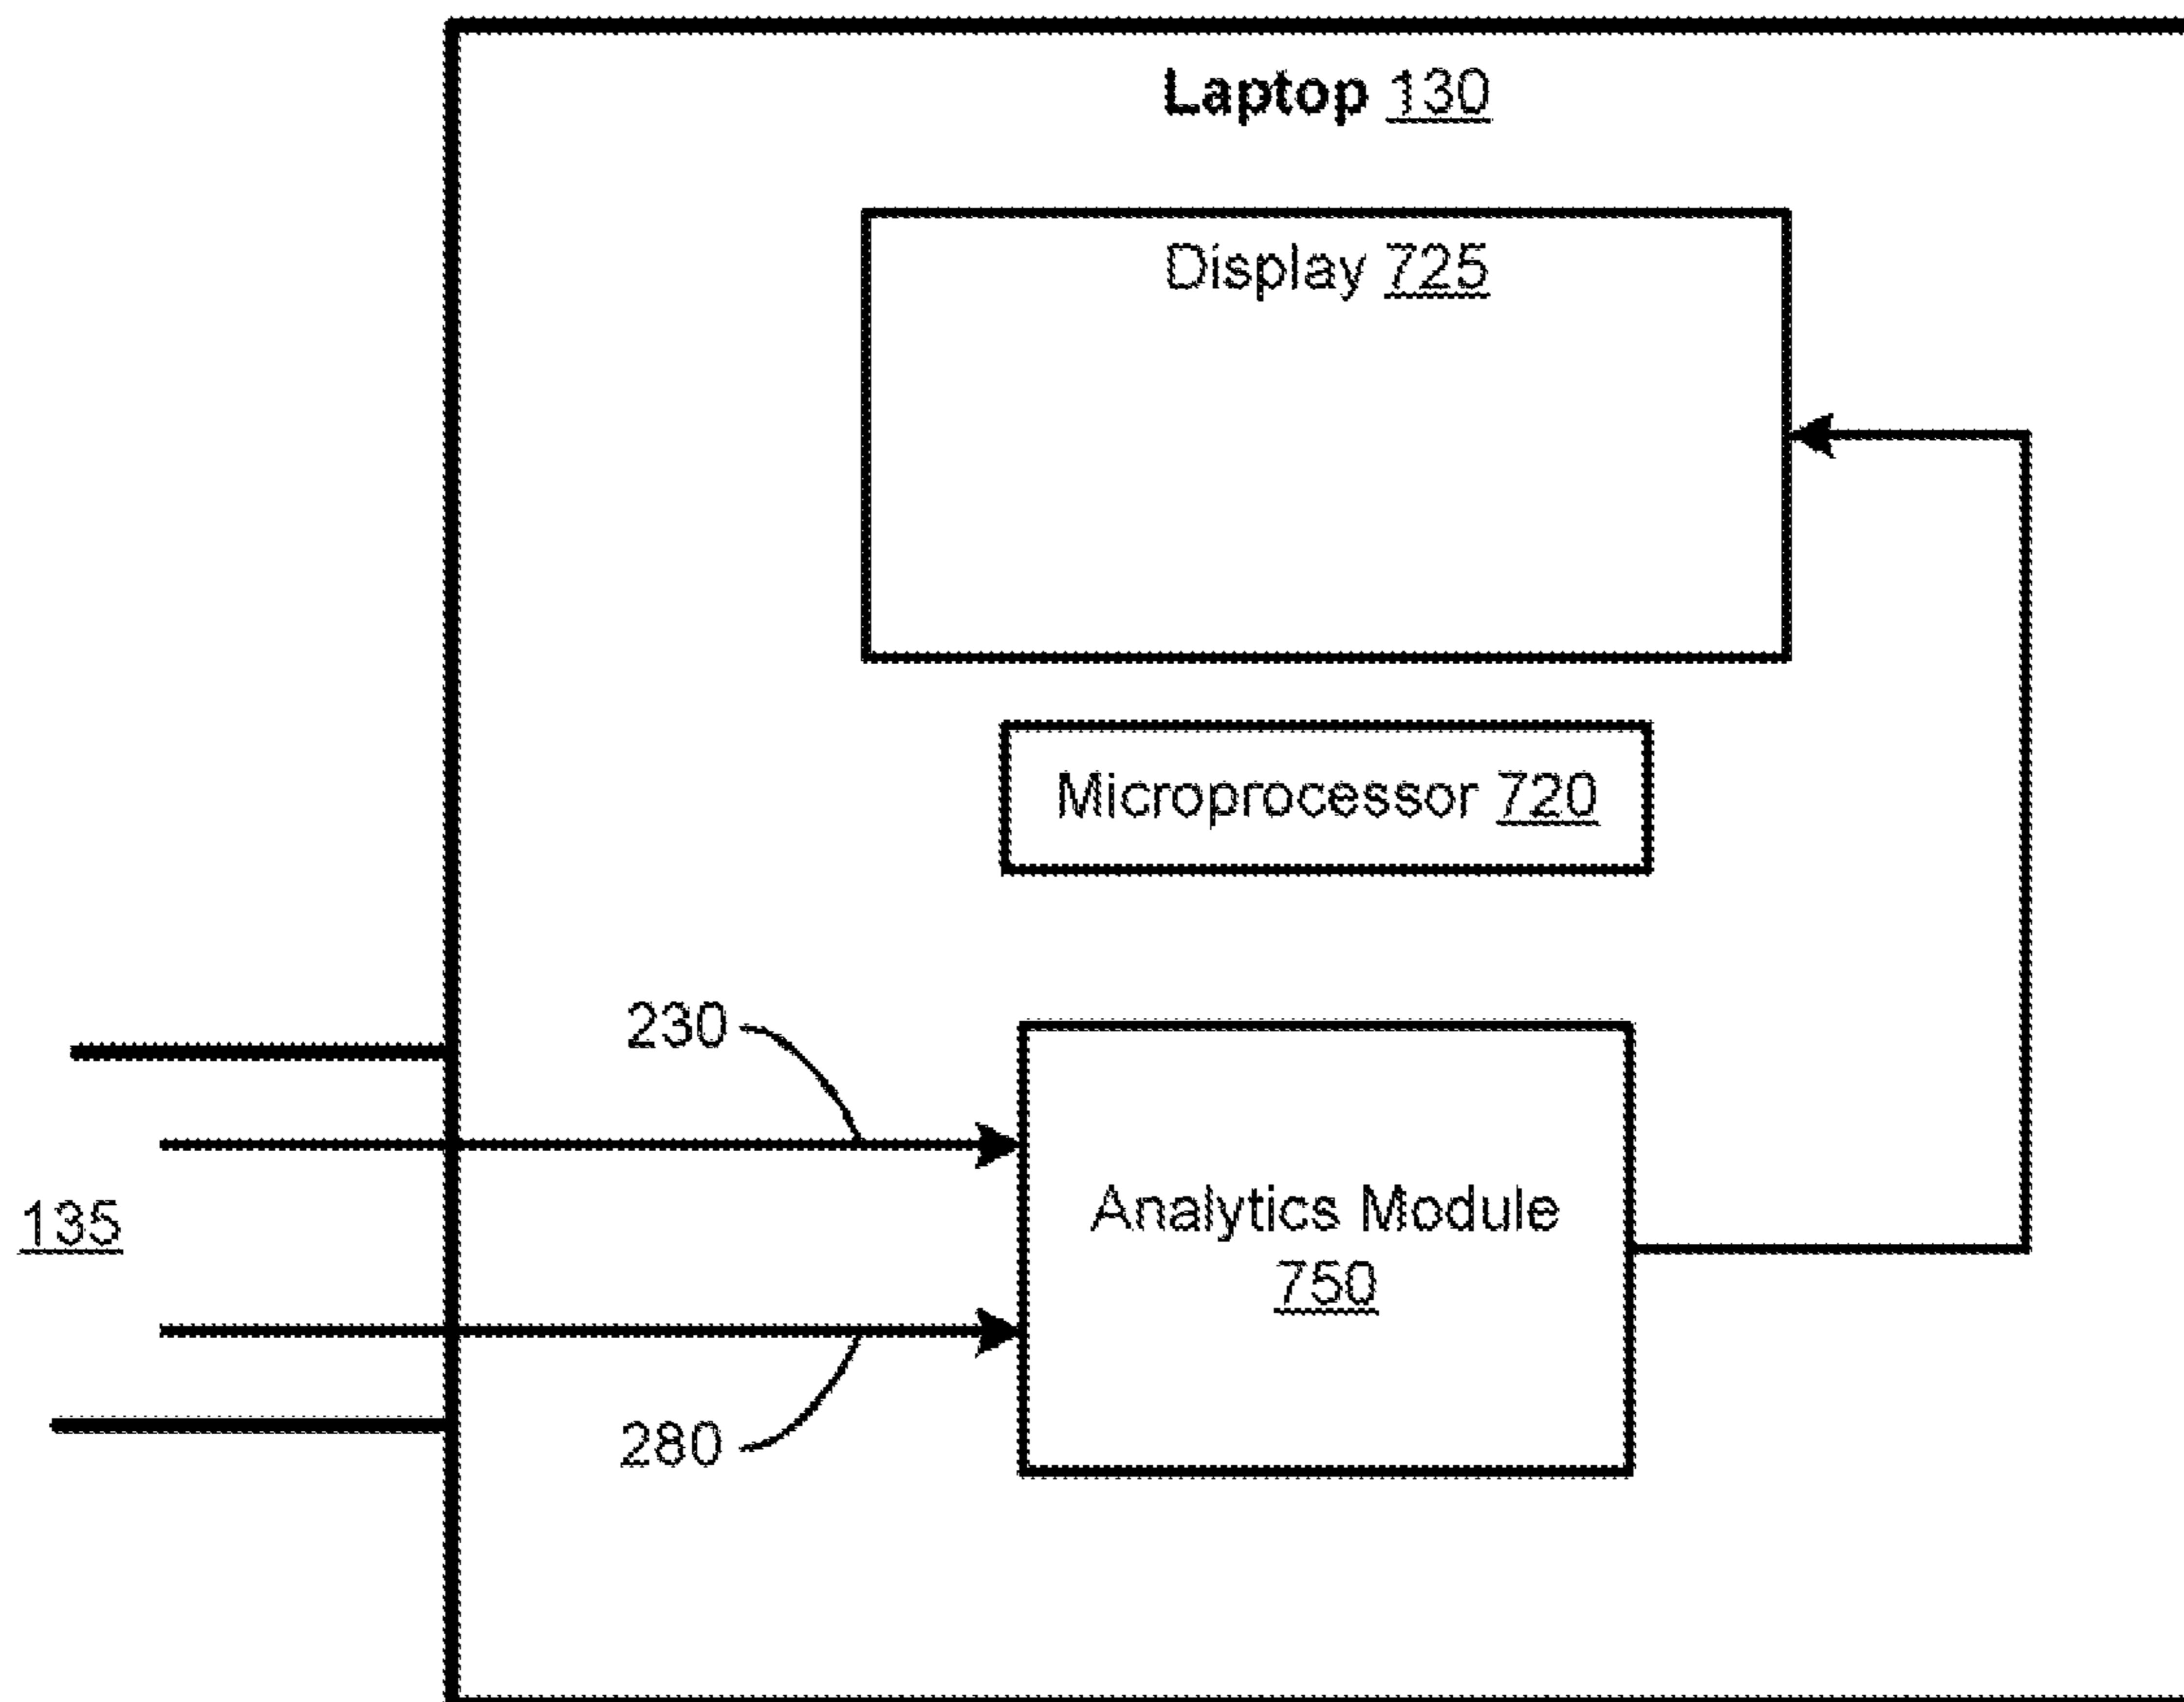 Laptop 130
Display 725
Microprocessor 720
230
135
Analytics Module
750
280